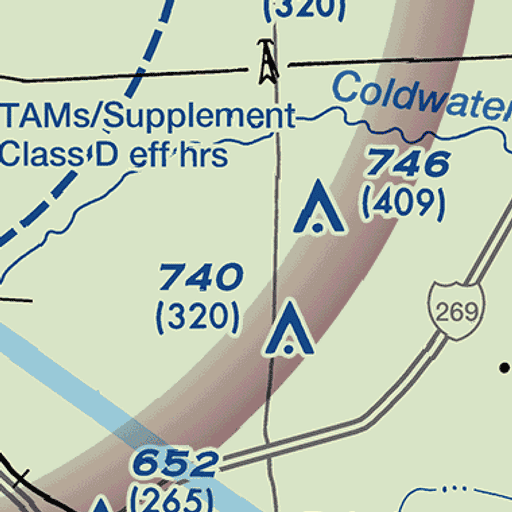 (320)
Coldwater
TAMs/Supplement
Class D eff hrs
746
(409)
740
(320)
269
652
(265)